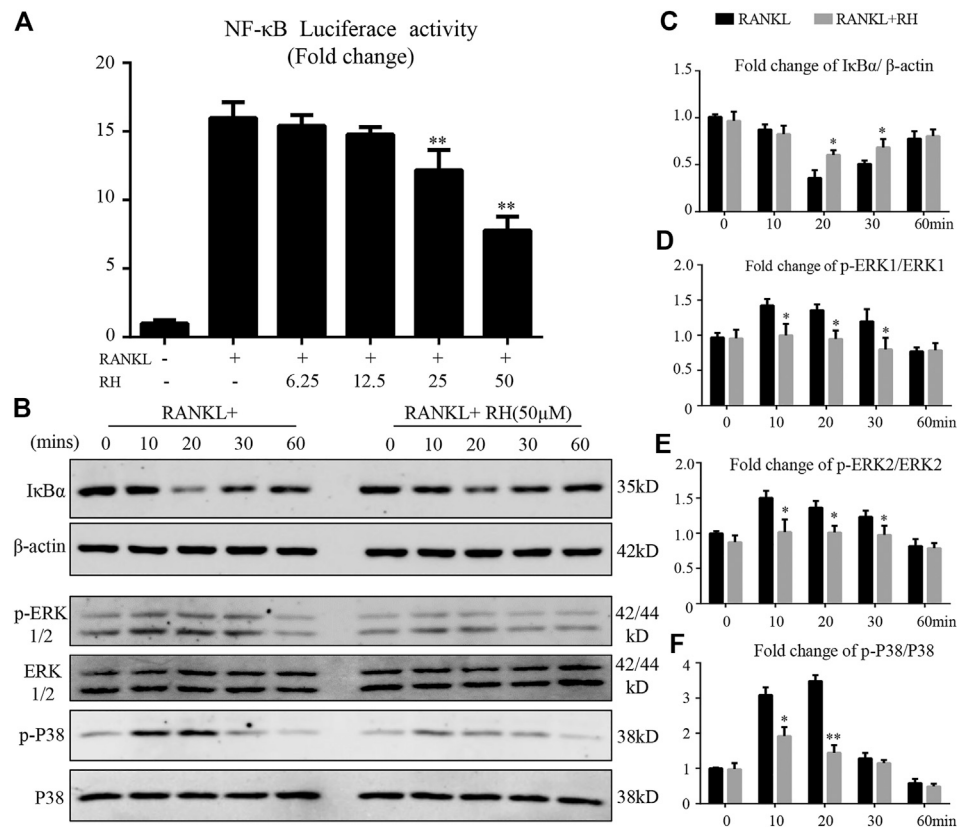 A
NF-κB Luciferace activity
(Fold change)
20
15
10
5
0
** **
RANKL - + + + + +
RH - - 6.25 12.5 25 50
B
RANKL+ RANKL+ RH(50μM)
(mins) 0 10 20 30 60 0 10 20 30 60
IκBα 35kD
β-actin 42kD
p-ERK 42/44
1/2 kD
ERK 42/44
1/2 kD
p-P38 38kD
P38 38kD
C RANKL RANKL+RH
Fold change of IκBα/ β-actin
1.5
1.0
0.5
0
* *
0 10 20 30 60min
D
Fold change of p-ERK1/ERK1
2.0
1.5
1.0
0.5
0
* * *
0 10 20 30 60min
E
Fold change of p-ERK2/ERK2
2.0
1.5
1.0
0.5
0
* * *
0 10 20 30 60min
F
Fold change of p-P38/P38
4
3
2
1
0
* **
0 10 20 30 60min